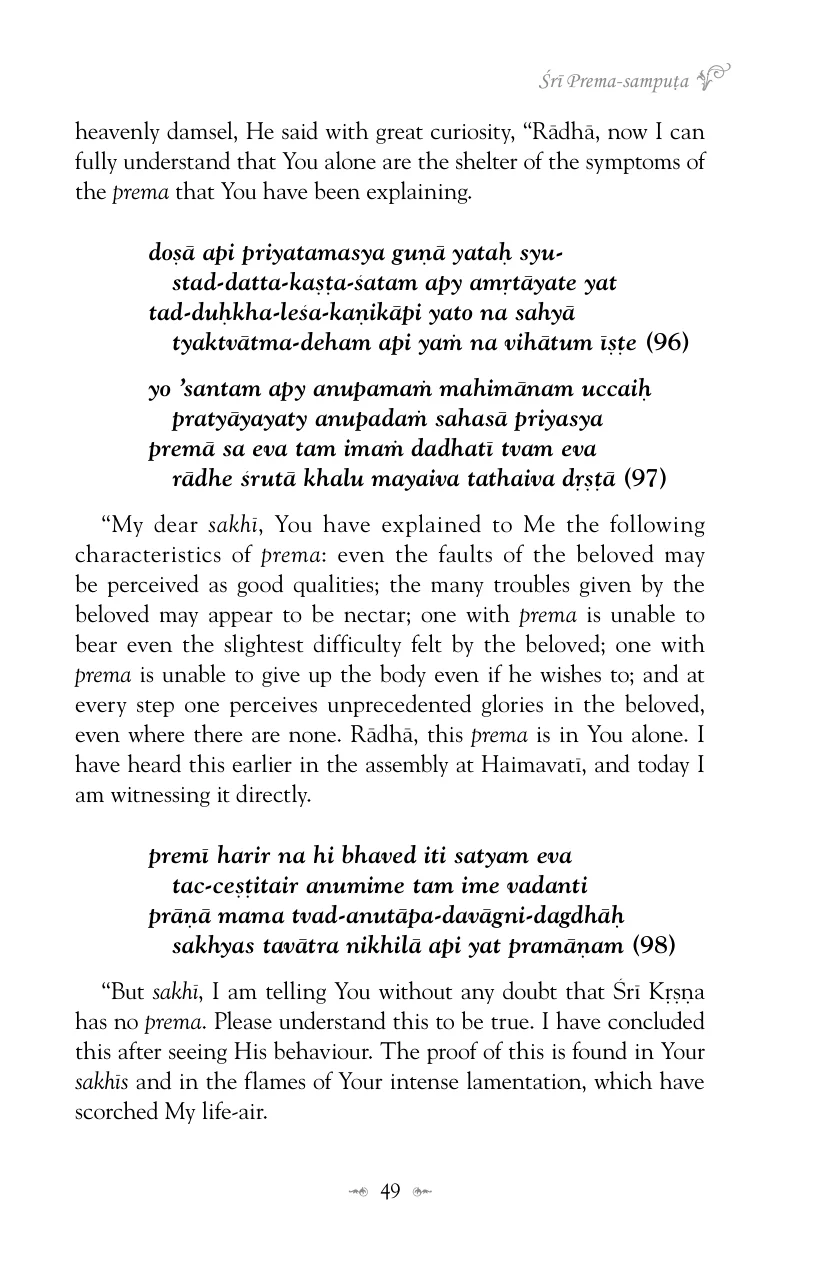 Śrī Prema-sampuṭa
heavenly damsel, He said with great curiosity, “Rādhā, now I can
fully understand that You alone are the shelter of the symptoms of
the prema that You have been explaining.
doṣā api priyatamasya guṇā yataḥ syu-
stad-datta-kaṣṭa-śatam apy amṛtāyate yat
tad-duḥkha-leśa-kaṇikāpi yato na sahyā
tyaktvātma-deham api yaṁ na vihātum īṣṭe (96)
yo ’santam apy anupamaṁ mahimānam uccaiḥ
pratyāyayaty anupadaṁ sahasā priyasya
premā sa eva tam imaṁ dadhatī tvam eva
rādhe śrutā khalu mayaiva tathaiva dṛṣṭā (97)
“My dear sakhī, You have explained to Me the following
characteristics of prema: even the faults of the beloved may
be perceived as good qualities; the many troubles given by the
beloved may appear to be nectar; one with prema is unable to
bear even the slightest difficulty felt by the beloved; one with
prema is unable to give up the body even if he wishes to; and at
every step one perceives unprecedented glories in the beloved,
even where there are none. Rādhā, this prema is in You alone. I
have heard this earlier in the assembly at Haimavatī, and today I
am witnessing it directly.
premī harir na hi bhaved iti satyam eva
tac-ceṣṭitair anumime tam ime vadanti
prāṇā mama tvad-anutāpa-davāgni-dagdhāḥ
sakhyas tavātra nikhilā api yat pramāṇam (98)
“But sakhī, I am telling You without any doubt that Śrī Kṛṣṇa
has no prema. Please understand this to be true. I have concluded
this after seeing His behaviour. The proof of this is found in Your
sakhīs and in the flames of Your intense lamentation, which have
scorched My life-air.
49